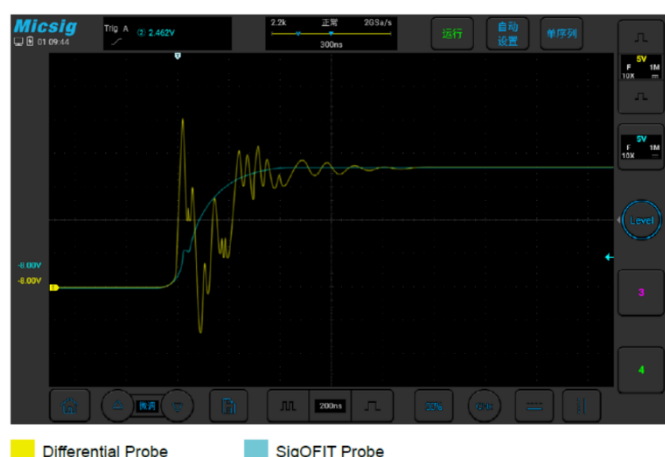 Micsig
01 09:44
Trig A
2.462V
2.2k 正常 2GSa/s
300ns
运行
自动
设置
单序列
5V
F 1M
10X
5V
F 1M
10X
Level
-8.00V
-8.00V
3
4
200ns
50%
Differential Probe
SigOFIT Probe